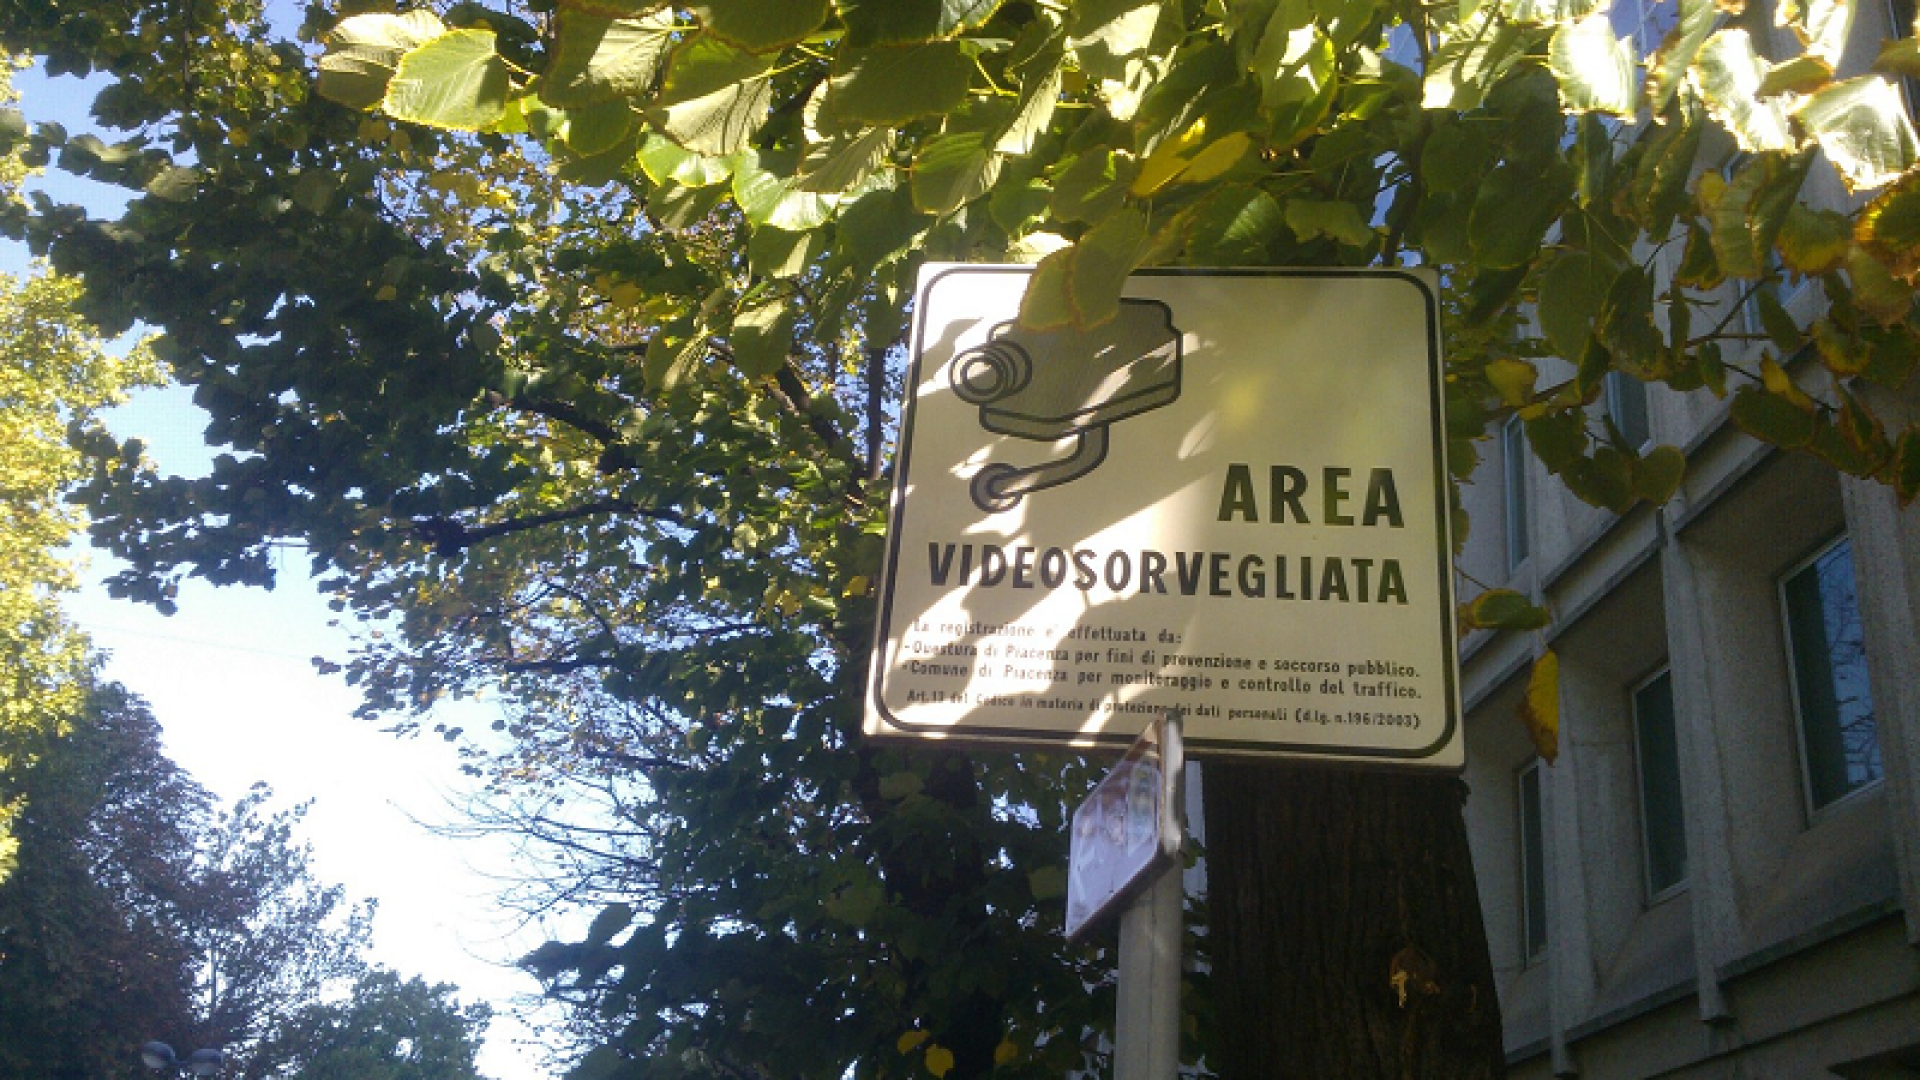 AREA
VIDEOSORVEGLIATA
La registrazione e' effettuata da:
-Questura di Piacenza per fini di prevenzione e soccorso pubblico.
-Comune di Piacenza per monitoraggio e controllo del traffico.
Art.13 del Codice in materia di protezione dei dati personali (d.lg. n.196/2003)